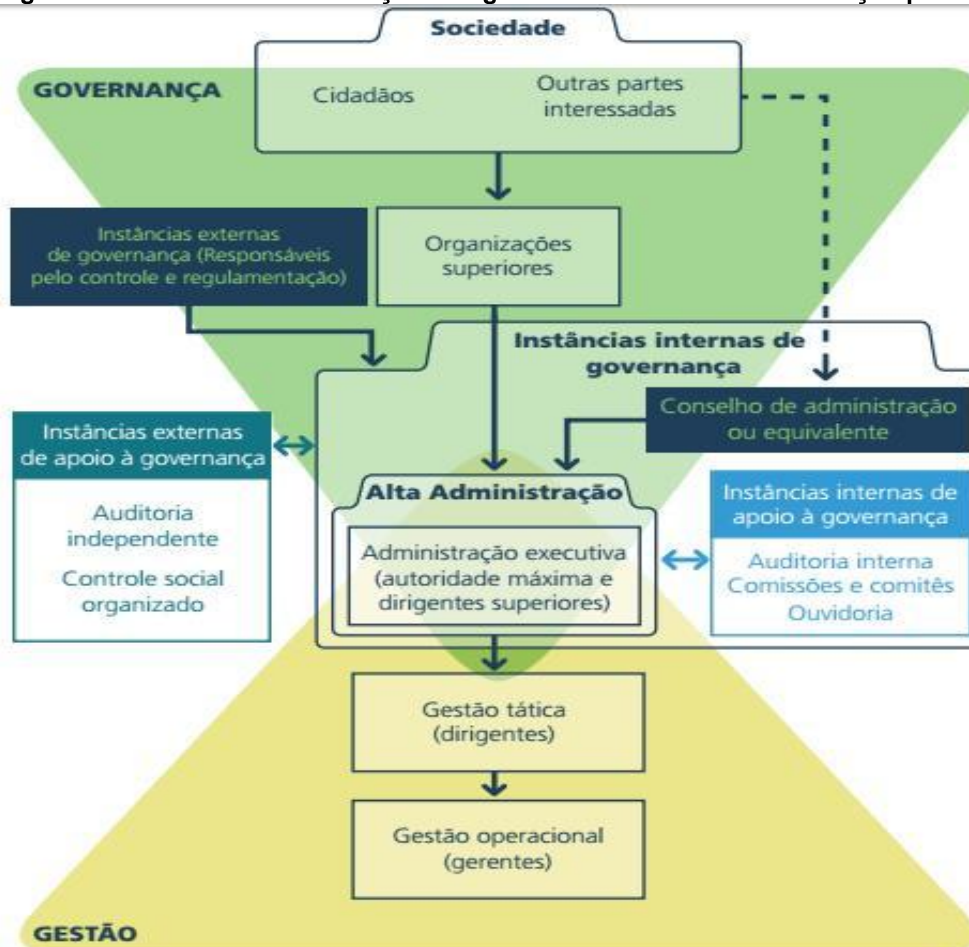 Sociedade
GOVERNANÇA
Cidadãos
Outras partes
interessadas
Instâncias externas
de governança (Responsáveis
pelo controle e regulamentação)
Organizações
superiores
Instâncias internas de
governança
Conselho de administração
ou equivalente
Instâncias externas
de apoio à governança
Auditoria
independente
Controle social
organizado
Alta Administração
Administração executiva
(autoridade máxima e
dirigentes superiores)
Instâncias internas de
apoio à governança
Auditoria interna
Comissões e comitês
Ouvidoria
Gestão tática
(dirigentes)
Gestão operacional
(gerentes)
GESTÃO